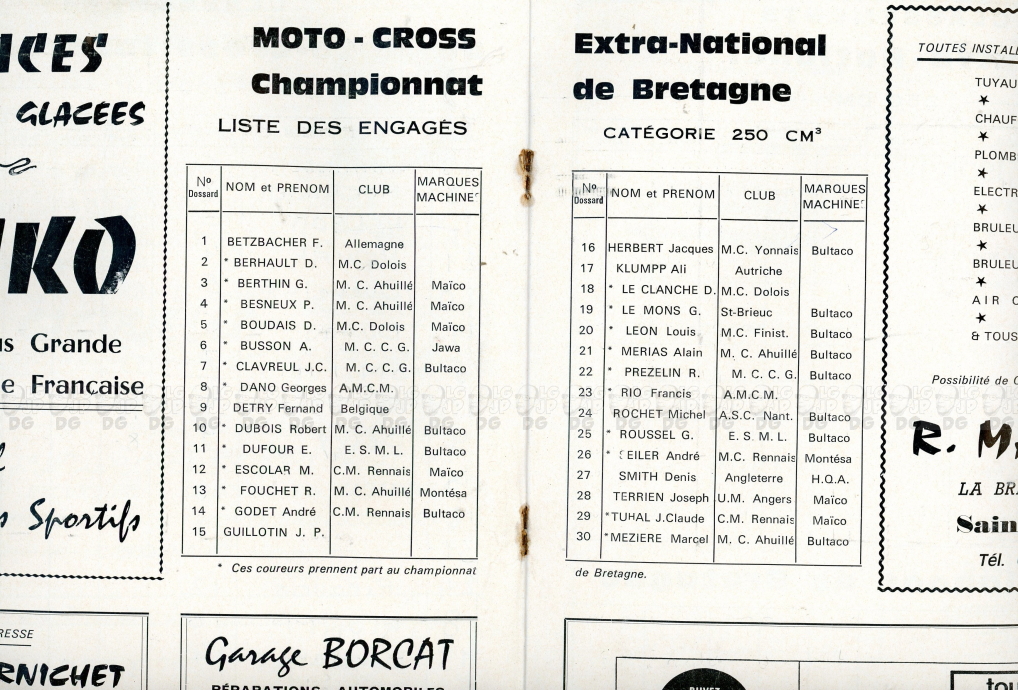 GLACÉES
Grande
Française
Sportifs
MOTO - CROSS
Championnat
LISTE DES ENGAGÉS
Nº Dossard NOM et PRENOM CLUB MARQUES MACHINES
1 BETZBACHER F. Allemagne
2 * BERHAULT D. M.C. Dolois
3 * BERTHIN G. M. C. Ahuillé Maïco
4 * BESNEUX P. M. C. Ahuillé Maïco
5 * BOUDAIS D. M.C. Dolois Maïco
6 * BUSSON A. M. C. C. G. Jawa
7 * CLAVREUL J.C. M. C. C. G. Bultaco
8 * DANO Georges A.M.C.M.
9 DETRY Fernand Belgique
10 * DUBOIS Robert M. C. Ahuillé Bultaco
11 * DUFOUR E. E. S. M. L. Bultaco
12 * ESCOLAR M. C.M. Rennais Maïco
13 * FOUCHET R. M. C. Ahuillé Montésa
14 * GODET André C.M. Rennais Bultaco
15 GUILLOTIN J. P.
* Ces coureurs prennent part au championnat
Garage BORCAT
RÉPARATIONS AUTOMOBILES
Extra-National
de Bretagne
CATÉGORIE 250 CM³
Nº Dossard NOM et PRENOM CLUB MARQUES MACHINES
16 HERBERT Jacques M.C. Yonnais Bultaco
17 KLUMPP Ali Autriche
18 * LE CLANCHE D. M.C. Dolois
19 * LE MONS G. St-Brieuc Bultaco
20 * LEON Louis M.C. Finist. Bultaco
21 * MERIAS Alain M. C. Ahuillé Bultaco
22 * PREZELIN R. M. C. C. G. Bultaco
23 * RIO Francis A.M.C.M.
24 ROCHET Michel A.S.C. Nant. Bultaco
25 * ROUSSEL G. E. S. M. L. Bultaco
26 * SEILER André M.C. Rennais Montésa
27 SMITH Denis Angleterre H.Q.A.
28 TERRIEN Joseph U.M. Angers Maïco
29 * TUHAL J.Claude C.M. Rennais Maïco
30 * MEZIERE Marcel M. C. Ahuillé Bultaco
de Bretagne.
TOUTES INSTALL
TUYAU
CHAUF
PLOMB
ELECTR
BRULEU
BRULEU
AIR C
& TOUS
Possibilité de
R. M
LA BR
Sain
Tél.